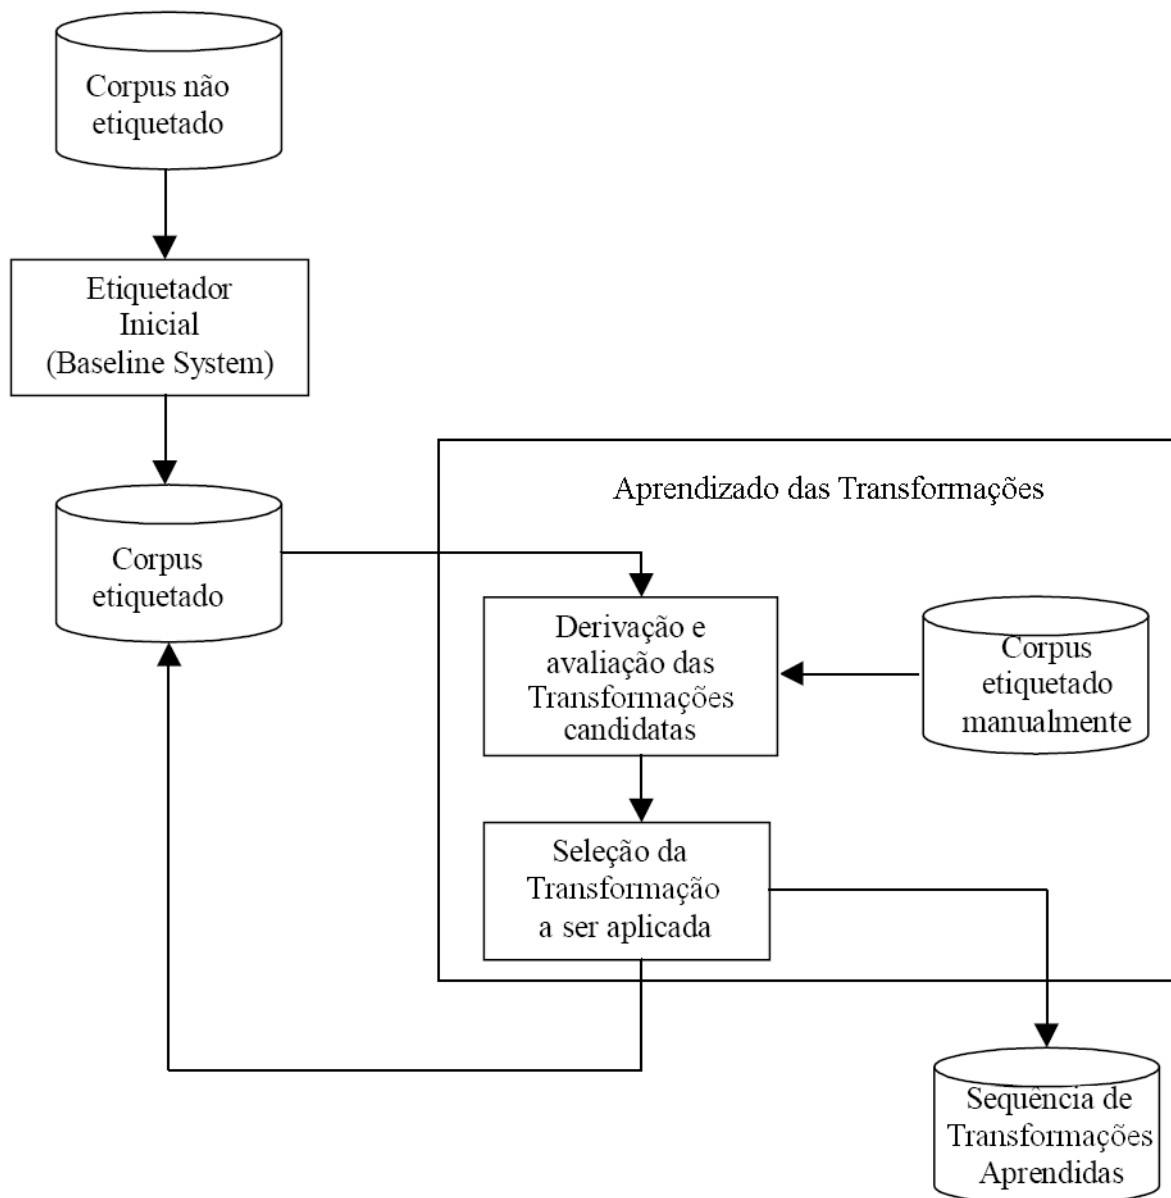 Corpus não
etiquetado
Etiquetador
Inicial
(Baseline System)
Corpus
etiquetado
Aprendizado das Transformações
Derivação e
avaliação das
Transformações
candidatas
Corpus
etiquetado
manualmente
Seleção da
Transformação
a ser aplicada
Sequência de
Transformações
Aprendidas